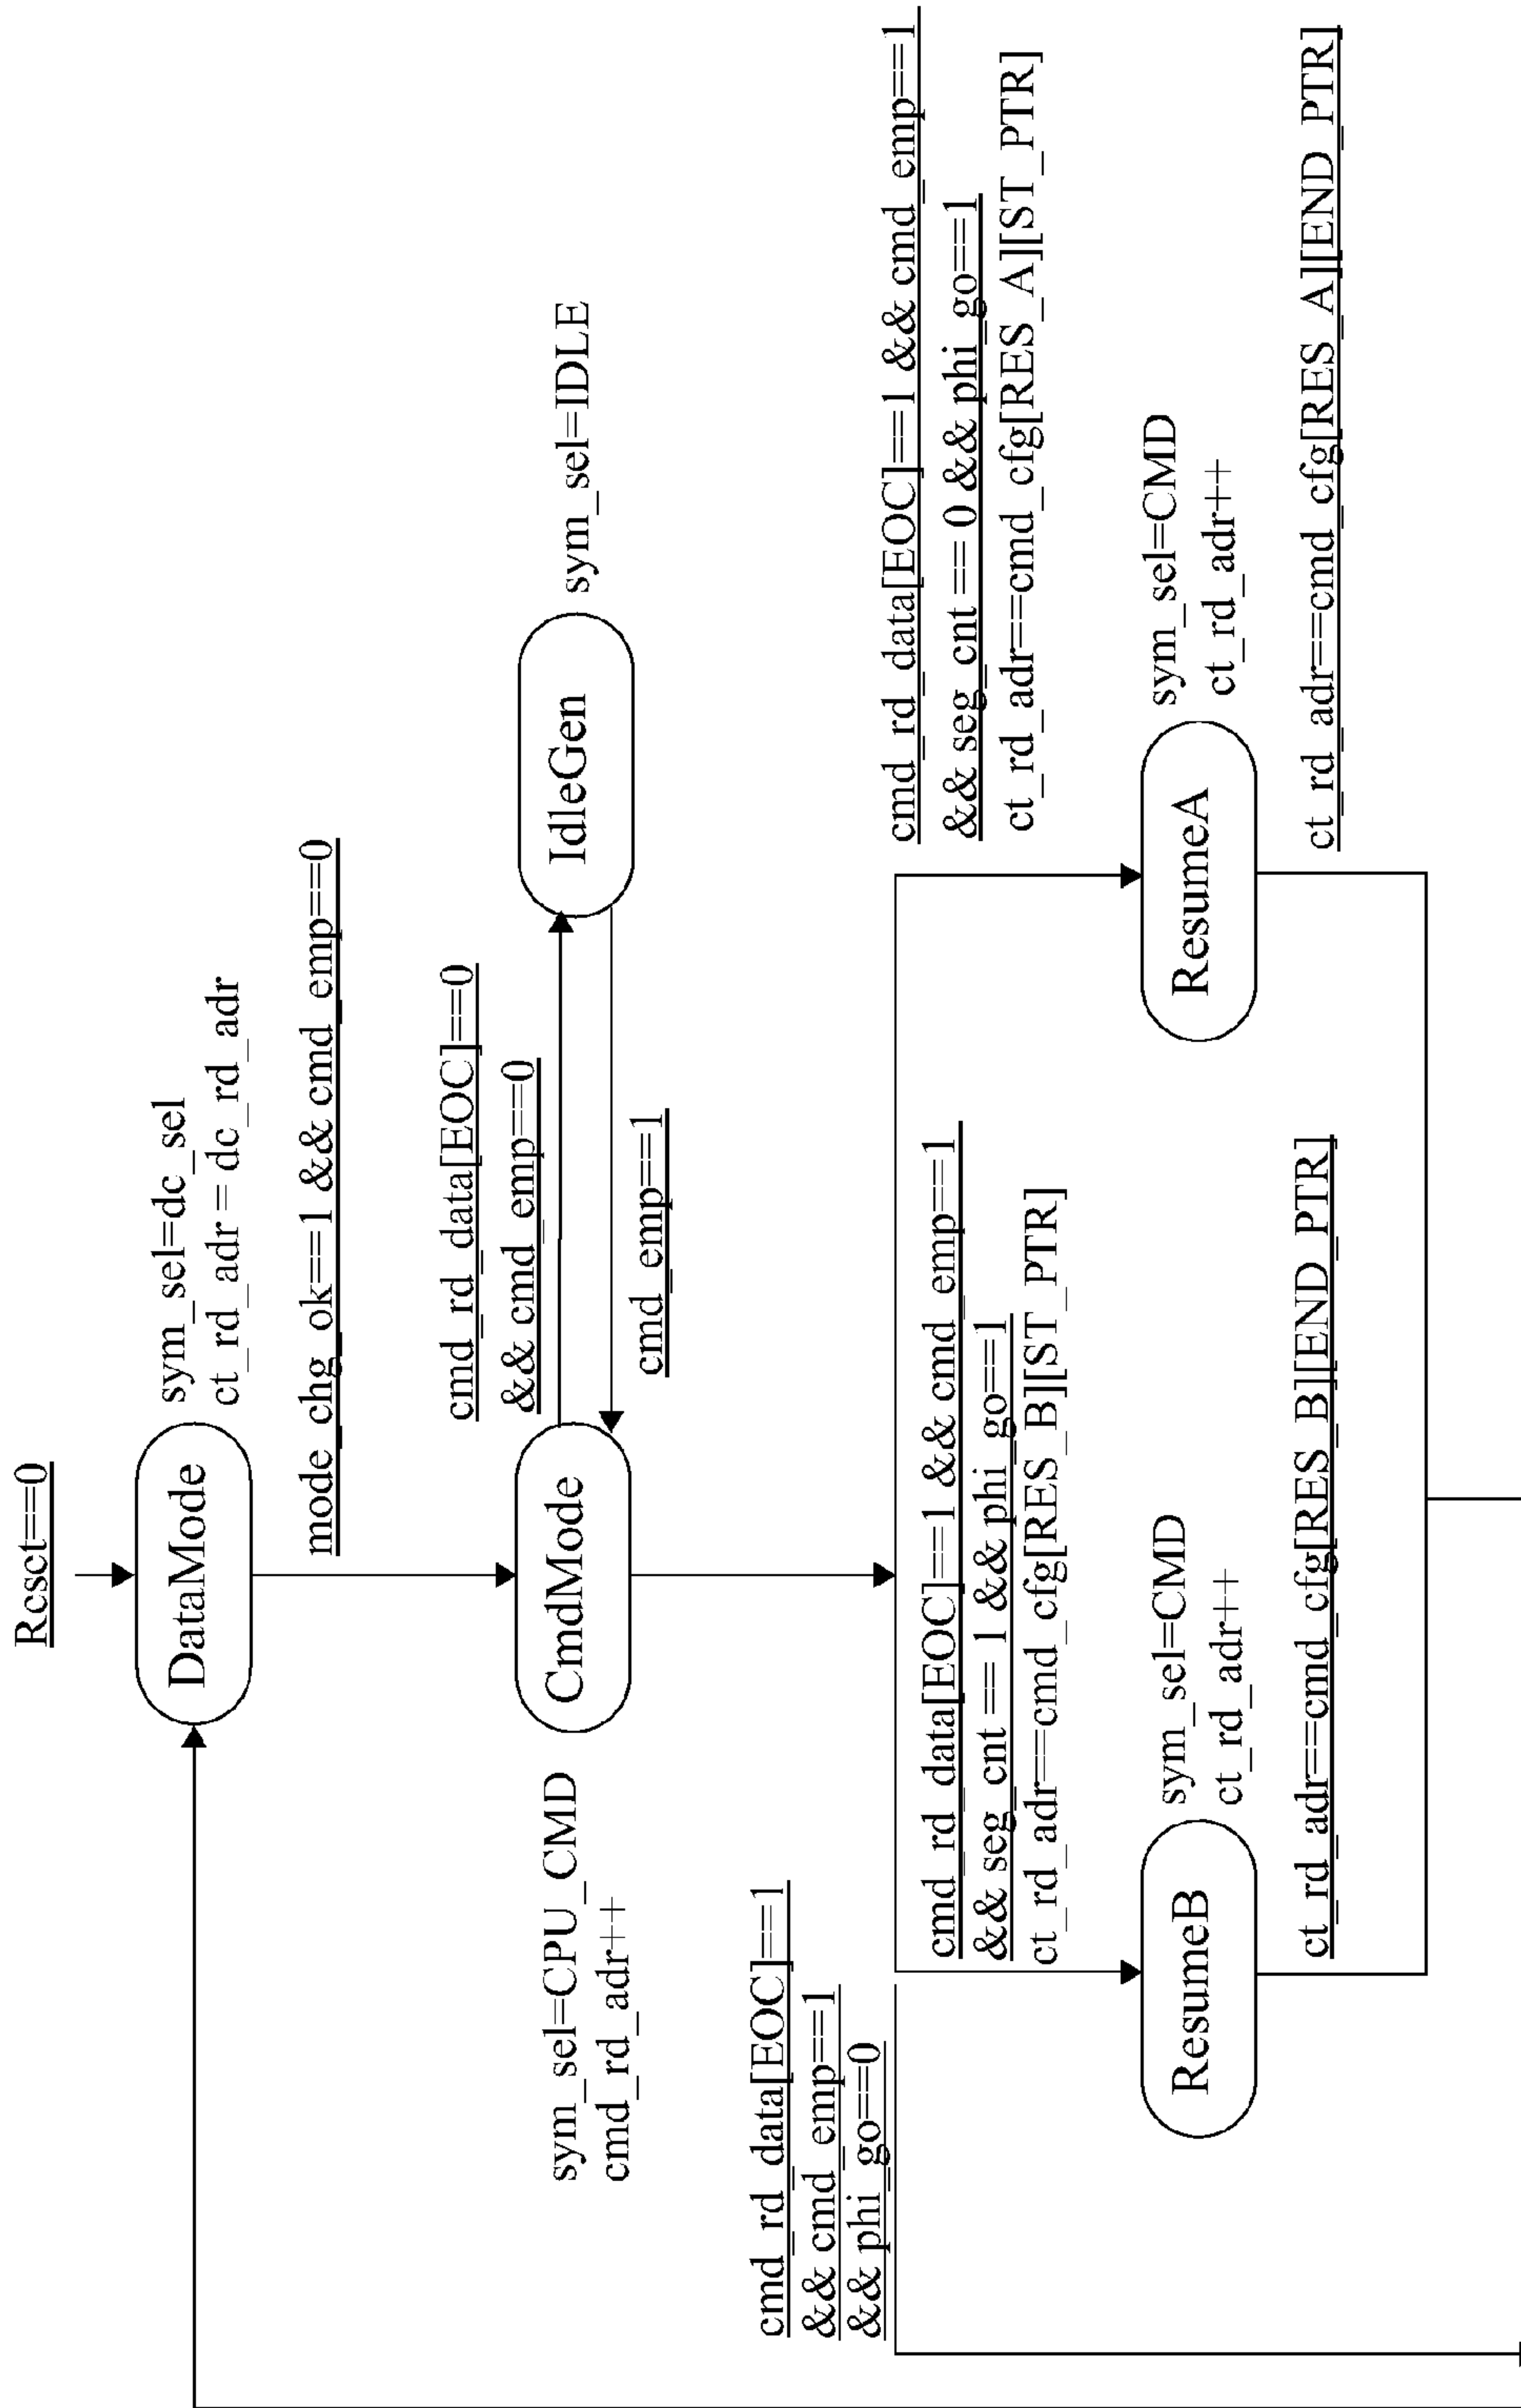 Reset==0
DataMode
sym_sel=dc_sel
ct_rd_adr = dc_rd_adr
mode_chg_ok==1 && cmd_emp==0
sym_sel=CPU_CMD
cmd_rd_adr++
CmdMode
cmd_rd_data[EOC]==0
&& cmd_emp==0
cmd_emp==1
IdleGen
sym_sel=IDLE
cmd_rd_data[EOC]==1
&& cmd_emp==1
&& phi_go==0
cmd_rd_data[EOC]==1 && cmd_emp==1
&& seg_cnt == 1 && phi_go==1
ct_rd_adr==cmd_cfg[RES_B][ST_PTR]
cmd_rd_data[EOC]==1 && cmd_emp==1
&& seg_cnt == 0 && phi_go==1
ct_rd_adr==cmd_cfg[RES_A][ST_PTR]
ResumeB
sym_sel=CMD
ct_rd_adr++
ResumeA
sym_sel=CMD
ct_rd_adr++
ct_rd_adr==cmd_cfg[RES_B][END_PTR]
ct_rd_adr==cmd_cfg[RES_A][END_PTR]